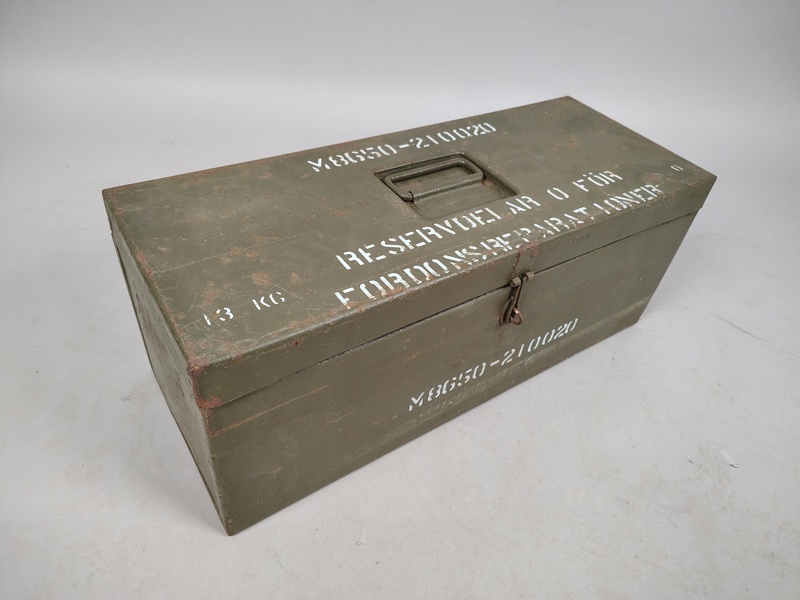 M8650-210020
RESERVDELAR O FÖR
FORDONSREPARATIONER
13 KG
O
M8650-210020